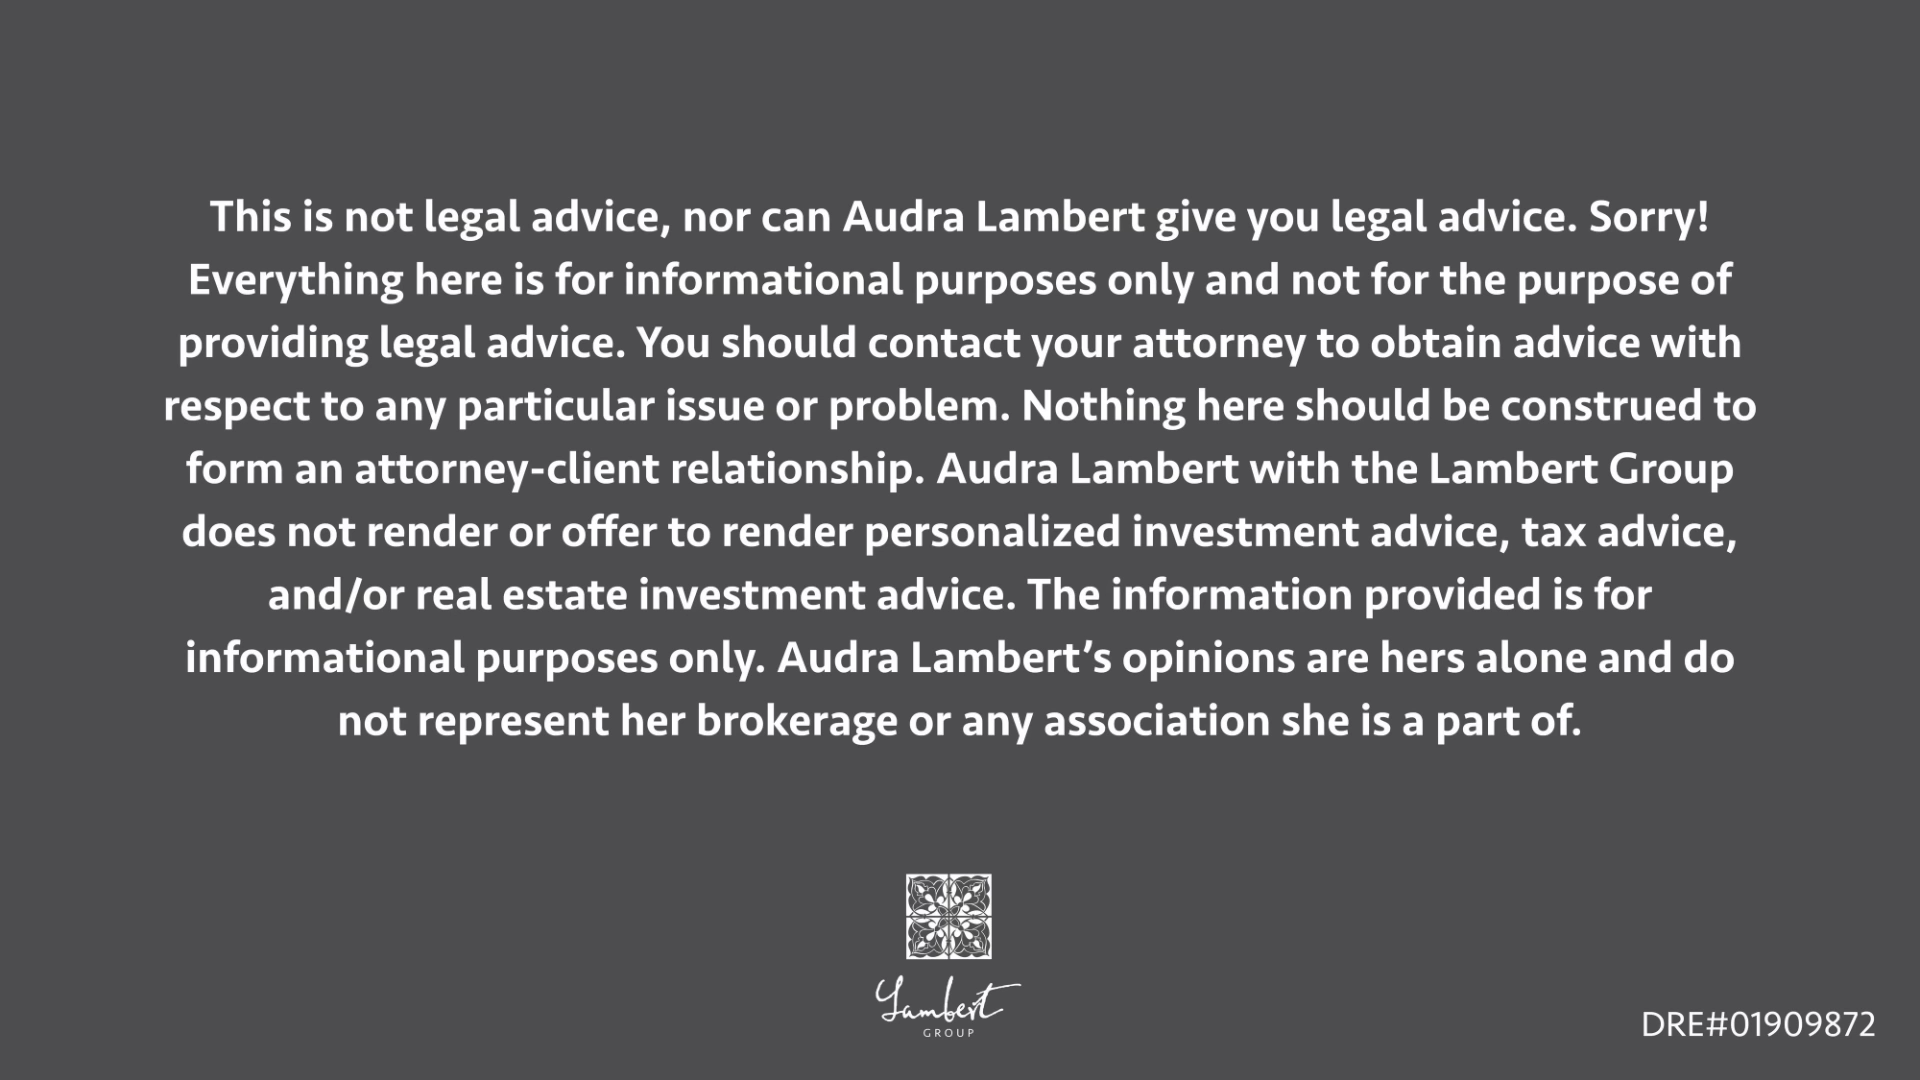 This is not legal advice, nor can Audra Lambert give you legal advice. Sorry!
Everything here is for informational purposes only and not for the purpose of
providing legal advice. You should contact your attorney to obtain advice with
respect to any particular issue or problem. Nothing here should be construed to
form an attorney-client relationship. Audra Lambert with the Lambert Group
does not render or offer to render personalized investment advice, tax advice,
and/or real estate investment advice. The information provided is for
informational purposes only. Audra Lambert’s opinions are hers alone and do
not represent her brokerage or any association she is a part of.
Lambert
GROUP
DRE#01909872